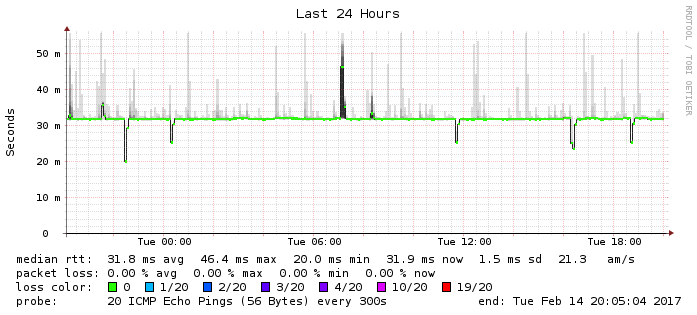 Last 24 Hours
RRDTOOL / TOBI OETIKER
Seconds
50 m
40 m
30 m
20 m
10 m
0
Tue 00:00 Tue 06:00 Tue 12:00 Tue 18:00
median rtt: 31.8 ms avg 46.4 ms max 20.0 ms min 31.9 ms now 1.5 ms sd 21.3 am/s
packet loss: 0.00 % avg 0.00 % max 0.00 % min 0.00 % now
loss color: 0 1/20 2/20 3/20 4/20 10/20 19/20
probe: 20 ICMP Echo Pings (56 Bytes) every 300s end: Tue Feb 14 20:05:04 2017